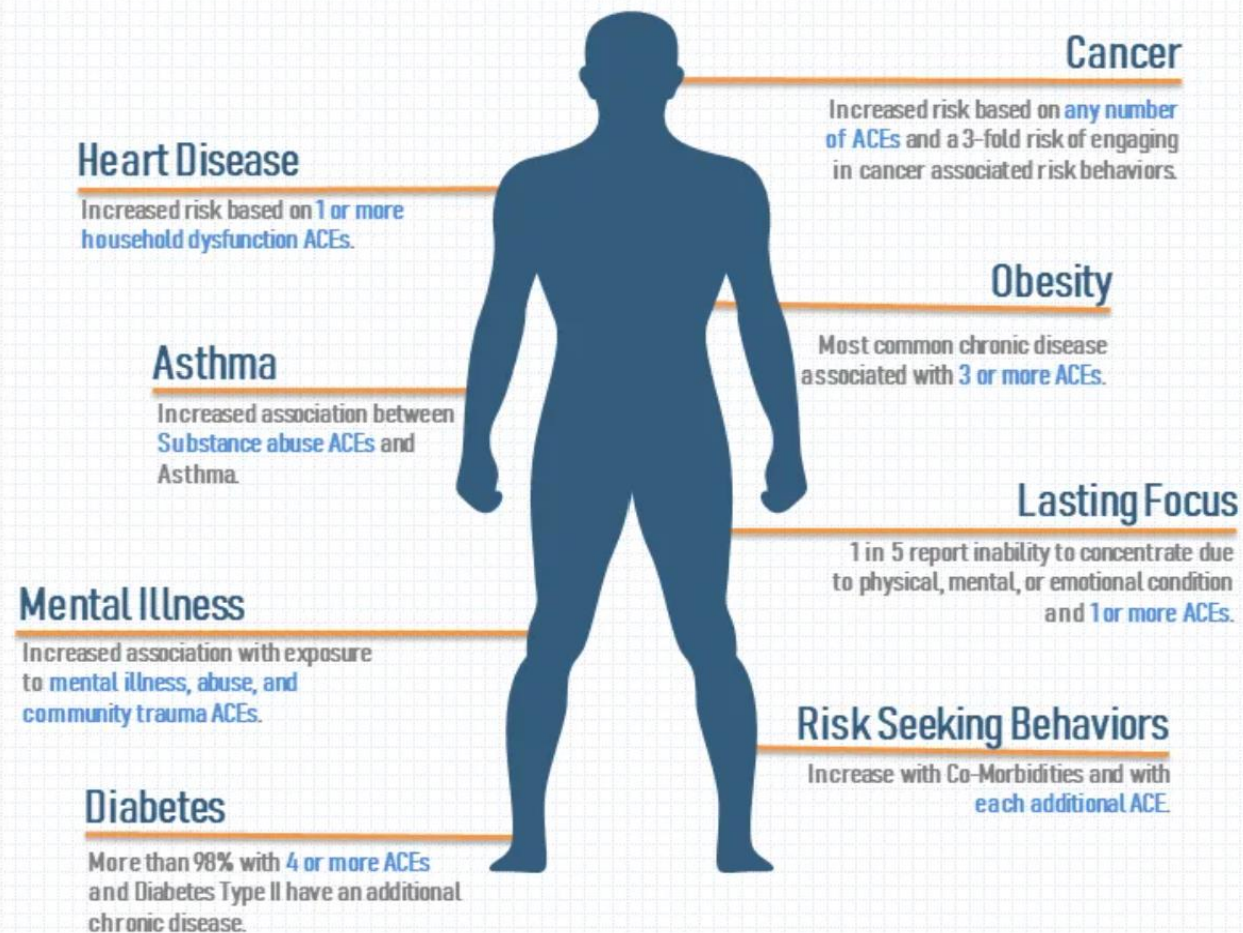 Cancer
Increased risk based on any number
of ACEs and a 3-fold risk of engaging
in cancer associated risk behaviors.
Heart Disease
Increased risk based on 1 or more
household dysfunction ACEs.
Obesity
Most common chronic disease
associated with 3 or more ACEs.
Asthma
Increased association between
Substance abuse ACEs and
Asthma.
Lasting Focus
1 in 5 report inability to concentrate due
to physical, mental, or emotional condition
and 1 or more ACEs.
Mental Illness
Increased association with exposure
to mental illness, abuse, and
community trauma ACEs.
Risk Seeking Behaviors
Increase with Co-Morbidities and with
each additional ACE.
Diabetes
More than 98% with 4 or more ACEs
and Diabetes Type II have an additional
chronic disease.